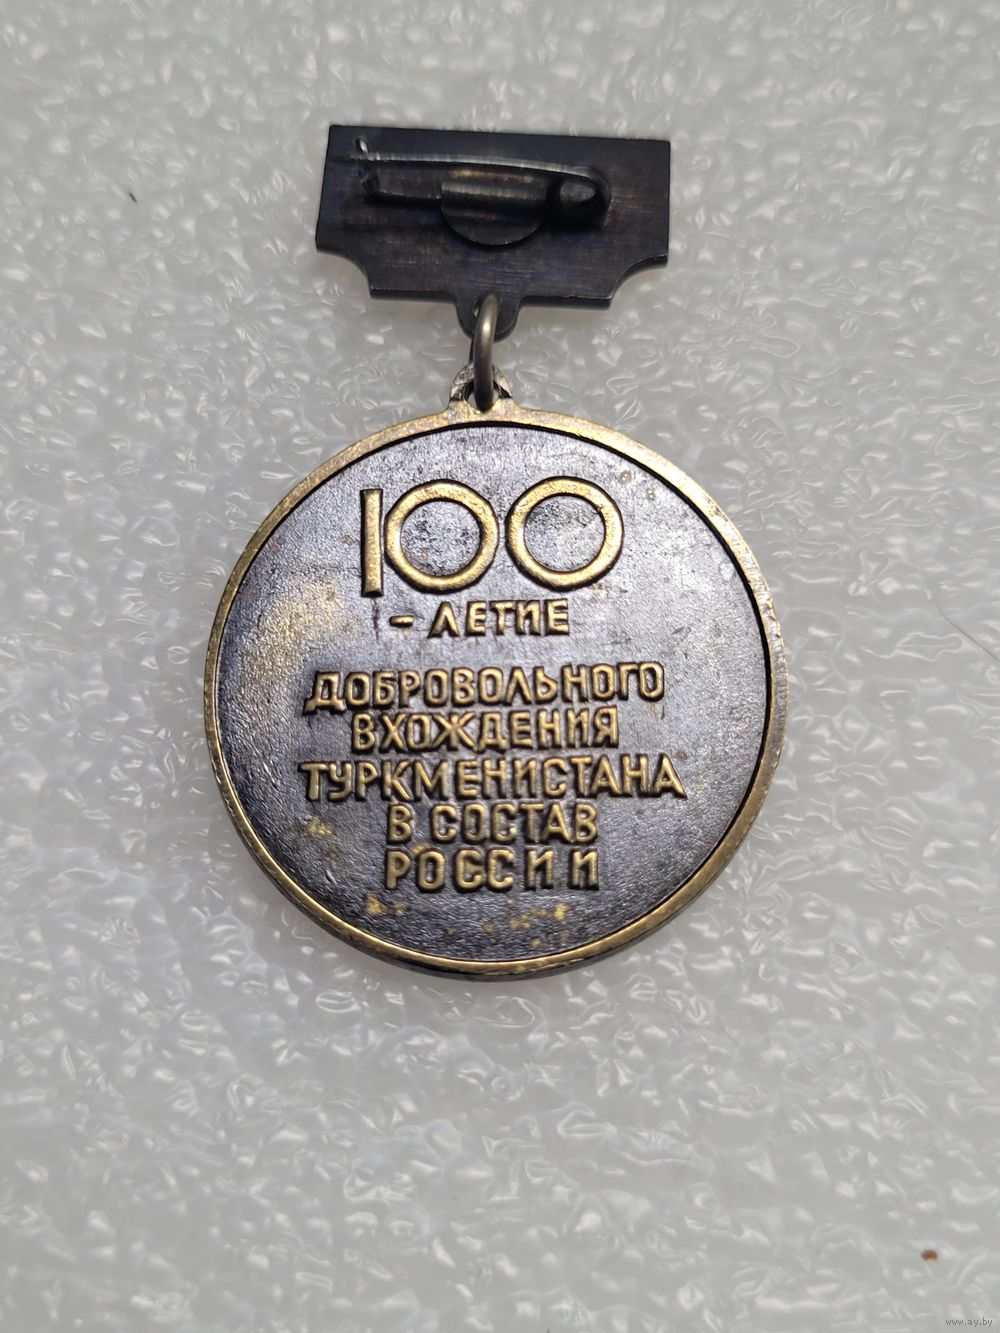 100
- ЛЕТИЕ
ДОБРОВОЛЬНОГО
ВХОЖДЕНИЯ
ТУРКМЕНИСТАНА
В СОСТАВ
РОССИИ
www.ay.by